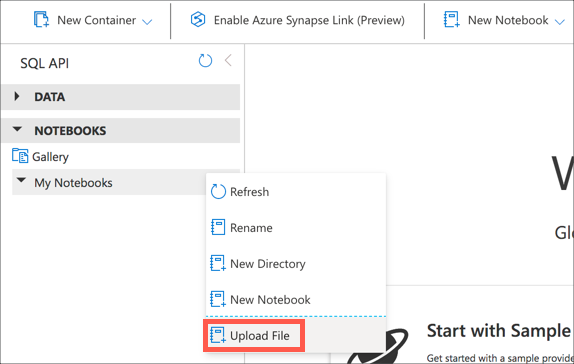 New Container
Enable Azure Synapse Link (Preview)
New Notebook
SQL API
DATA
NOTEBOOKS
Gallery
My Notebooks
Refresh
Rename
New Directory
New Notebook
Upload File
W
Glo
Start with Sample
Get started with a sample provide